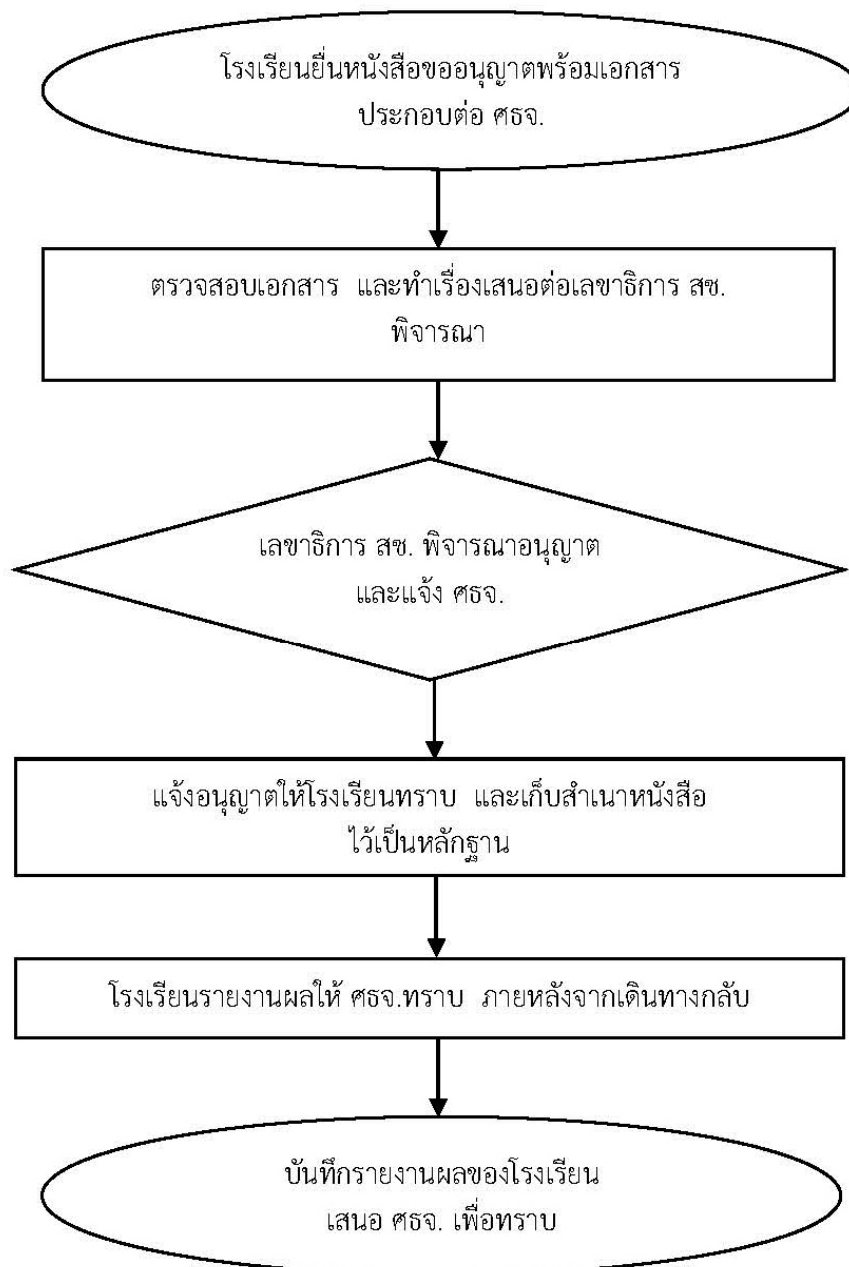 โรงเรียนยื่นหนังสือขออนุญาตพร้อมเอกสาร
ประกอบต่อ ศธจ.
ตรวจสอบเอกสาร และทำเรื่องเสนอต่อเลขาธิการ สช.
พิจารณา
เลขาธิการ สช. พิจารณาอนุญาต
และแจ้ง ศธจ.
แจ้งอนุญาตให้โรงเรียนทราบ และเก็บสำเนาหนังสือ
ไว้เป็นหลักฐาน
โรงเรียนรายงานผลให้ ศธจ.ทราบ ภายหลังจากเดินทางกลับ
บันทึกรายงานผลของโรงเรียน
เสนอ ศธจ. เพื่อทราบ